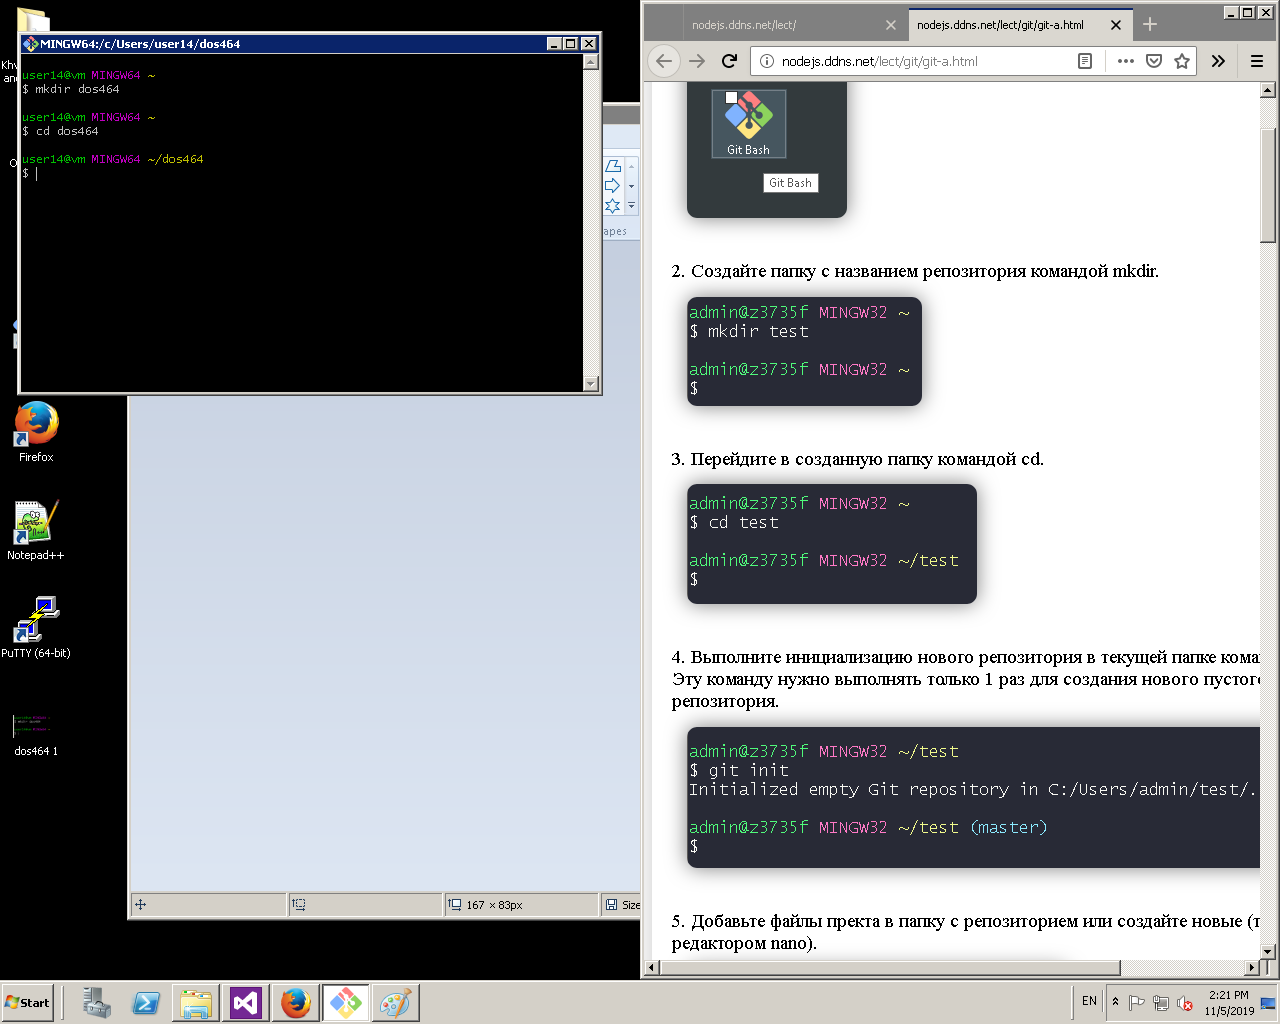 MINGW64:/c/Users/user14/dos464
user14@vm MINGW64 ~
$ mkdir dos464
user14@vm MINGW64 ~
$ cd dos464
user14@vm MINGW64 ~/dos464
$
apes
167 × 83px
Size
Firefox
Notepad++
PuTTY (64-bit)
dos464 1
nodejs.ddns.net/lect/
nodejs.ddns.net/lect/git/git-a.html
nodejs.ddns.net/lect/git/git-a.html
Git Bash
Git Bash
2. Создайте папку с названием репозитория командой mkdir.
admin@z3735f MINGW32 ~
$ mkdir test
admin@z3735f MINGW32 ~
$
3. Перейдите в созданную папку командой cd.
admin@z3735f MINGW32 ~
$ cd test
admin@z3735f MINGW32 ~/test
$
4. Выполните инициализацию нового репозитория в текущей папке кома
Эту команду нужно выполнять только 1 раз для создания нового пустого
репозитория.
admin@z3735f MINGW32 ~/test
$ git init
Initialized empty Git repository in C:/Users/admin/test/.
admin@z3735f MINGW32 ~/test (master)
$
5. Добавьте файлы пректа в папку с репозиторием или создайте новые (т
редактором nano).
Start
EN
2:21 PM
11/5/2019